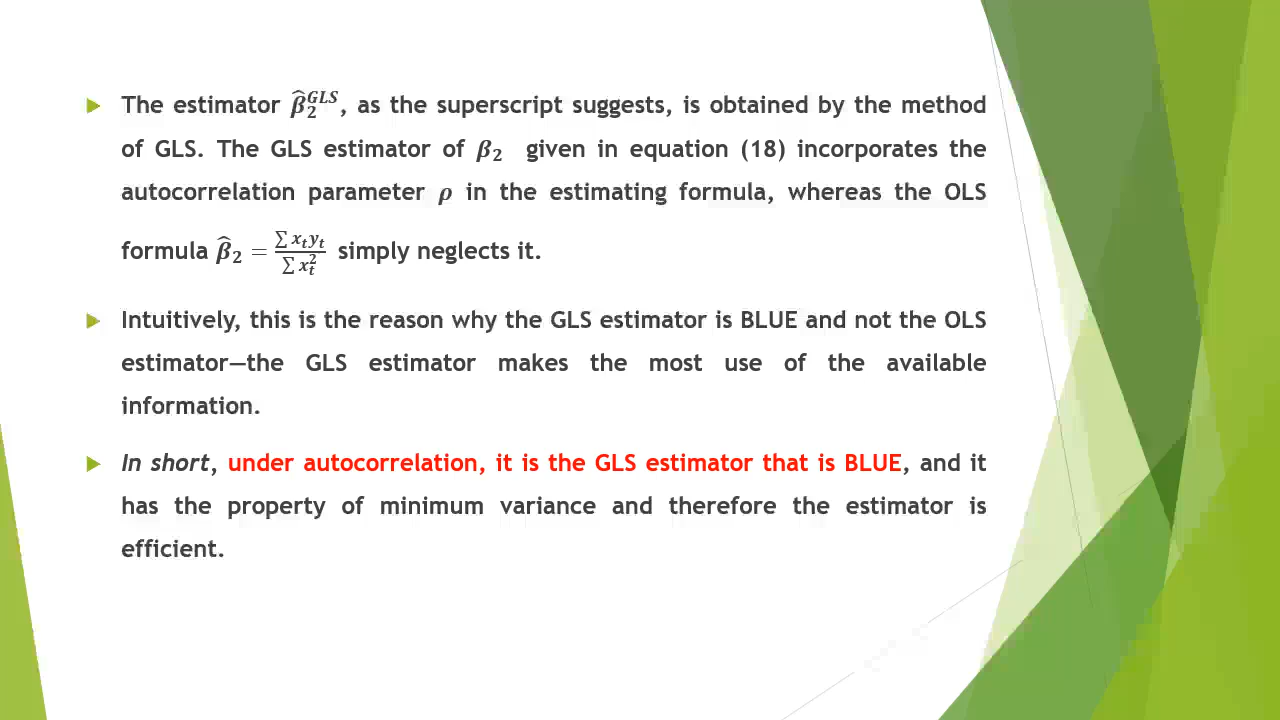 The estimator β̂₂ᴳᴸˢ, as the superscript suggests, is obtained by the method
of GLS. The GLS estimator of β₂ given in equation (18) incorporates the
autocorrelation parameter ρ in the estimating formula, whereas the OLS
formula β̂₂ = ∑ xₜyₜ / ∑ xₜ² simply neglects it.
Intuitively, this is the reason why the GLS estimator is BLUE and not the OLS
estimator—the GLS estimator makes the most use of the available
information.
In short, under autocorrelation, it is the GLS estimator that is BLUE, and it
has the property of minimum variance and therefore the estimator is
efficient.